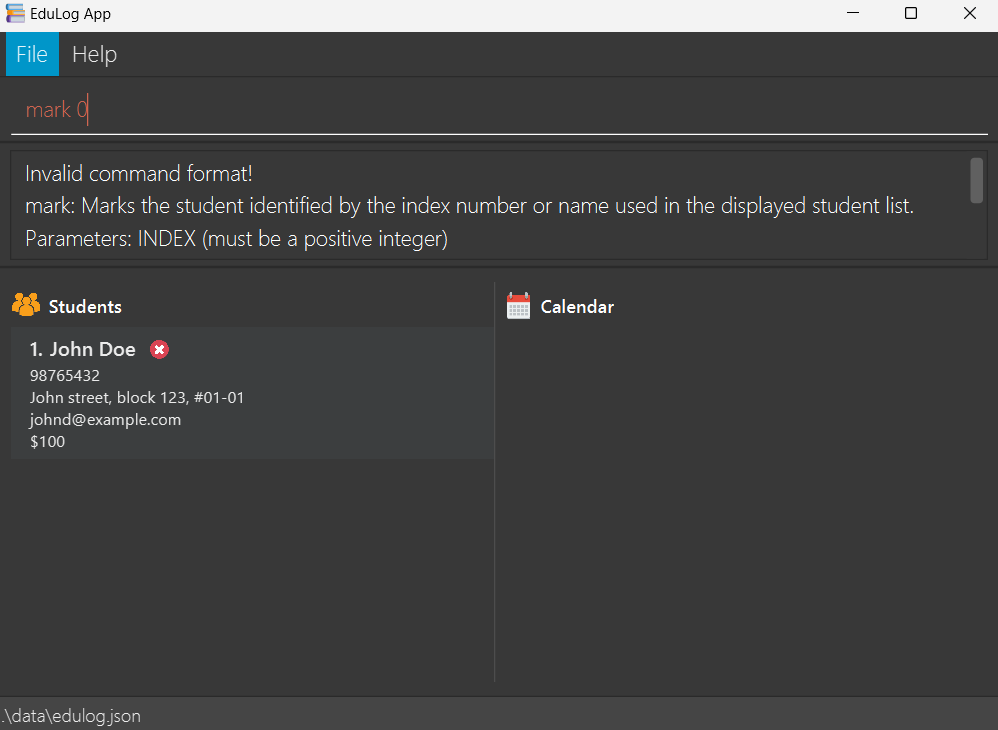 EduLog App
File Help
mark 0
Invalid command format!
mark: Marks the student identified by the index number or name used in the displayed student list.
Parameters: INDEX (must be a positive integer)
Students
1. John Doe
98765432
John street, block 123, #01-01
johnd@example.com
$100
Calendar
.\data\edulog.json